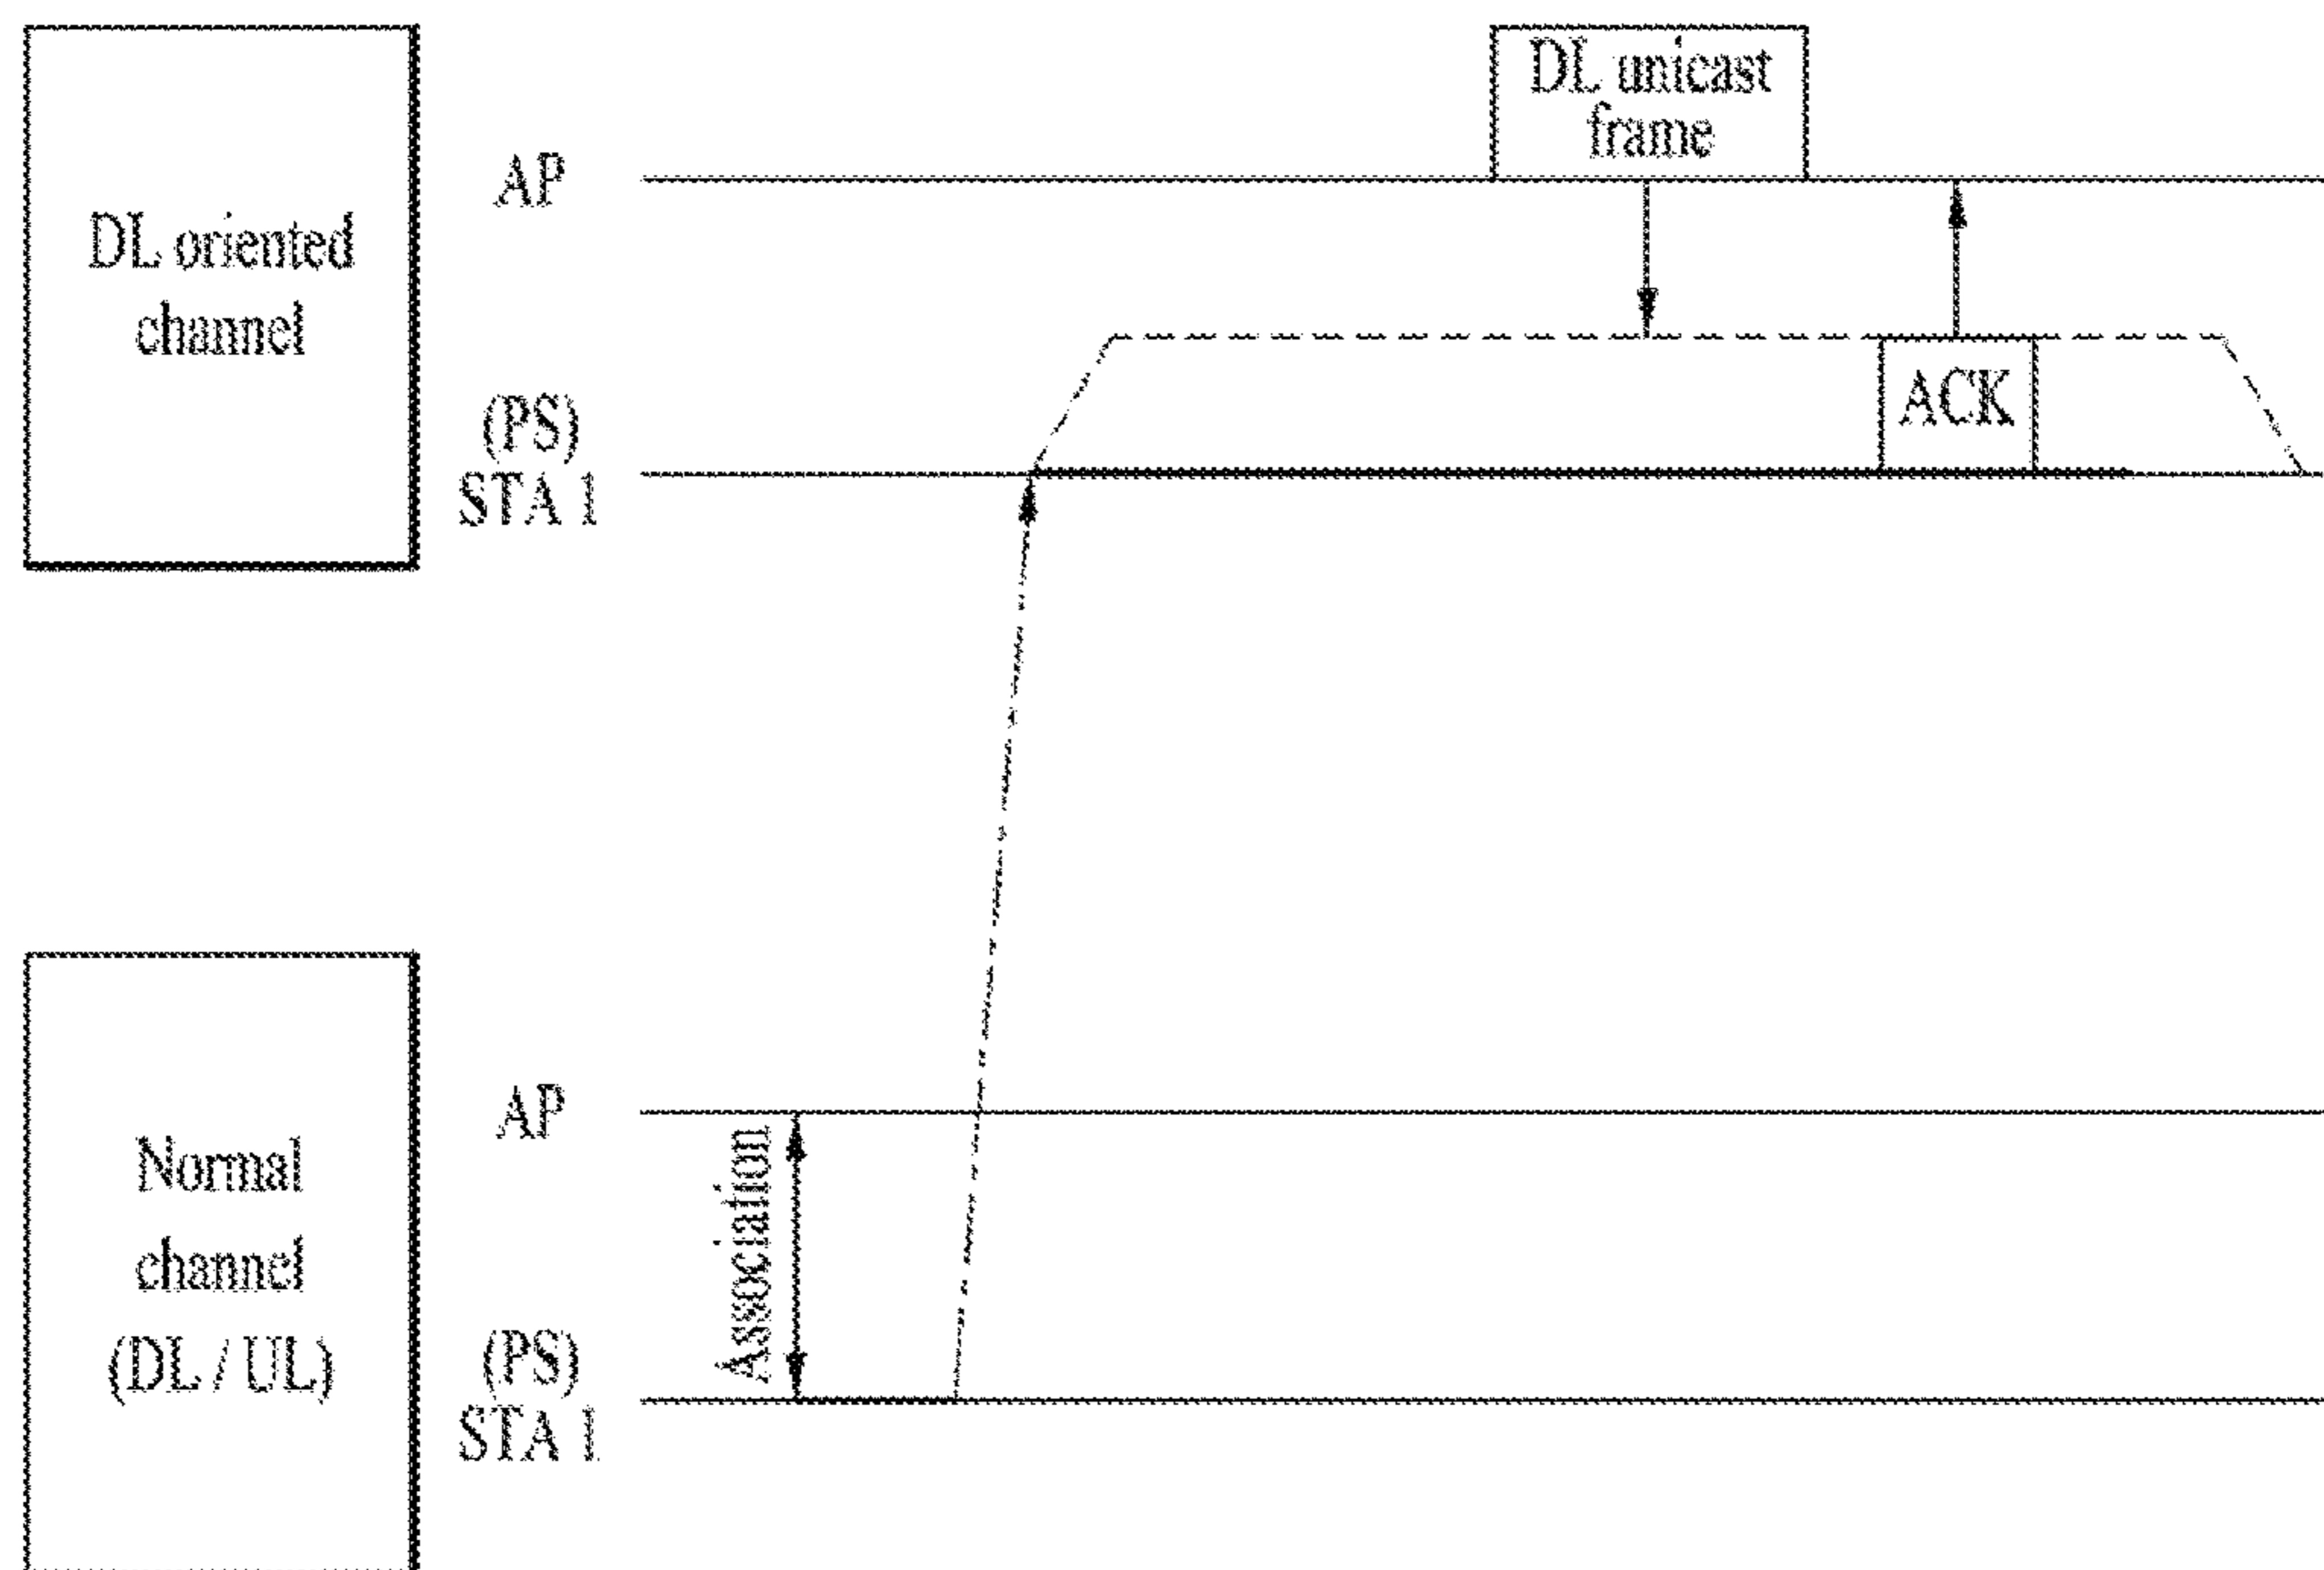 DL unicast
frame
AP
DL oriented
channel
(PS)
STA 1
ACK
AP
Normal
channel
(DL / UL)
Association
(PS)
STA 1